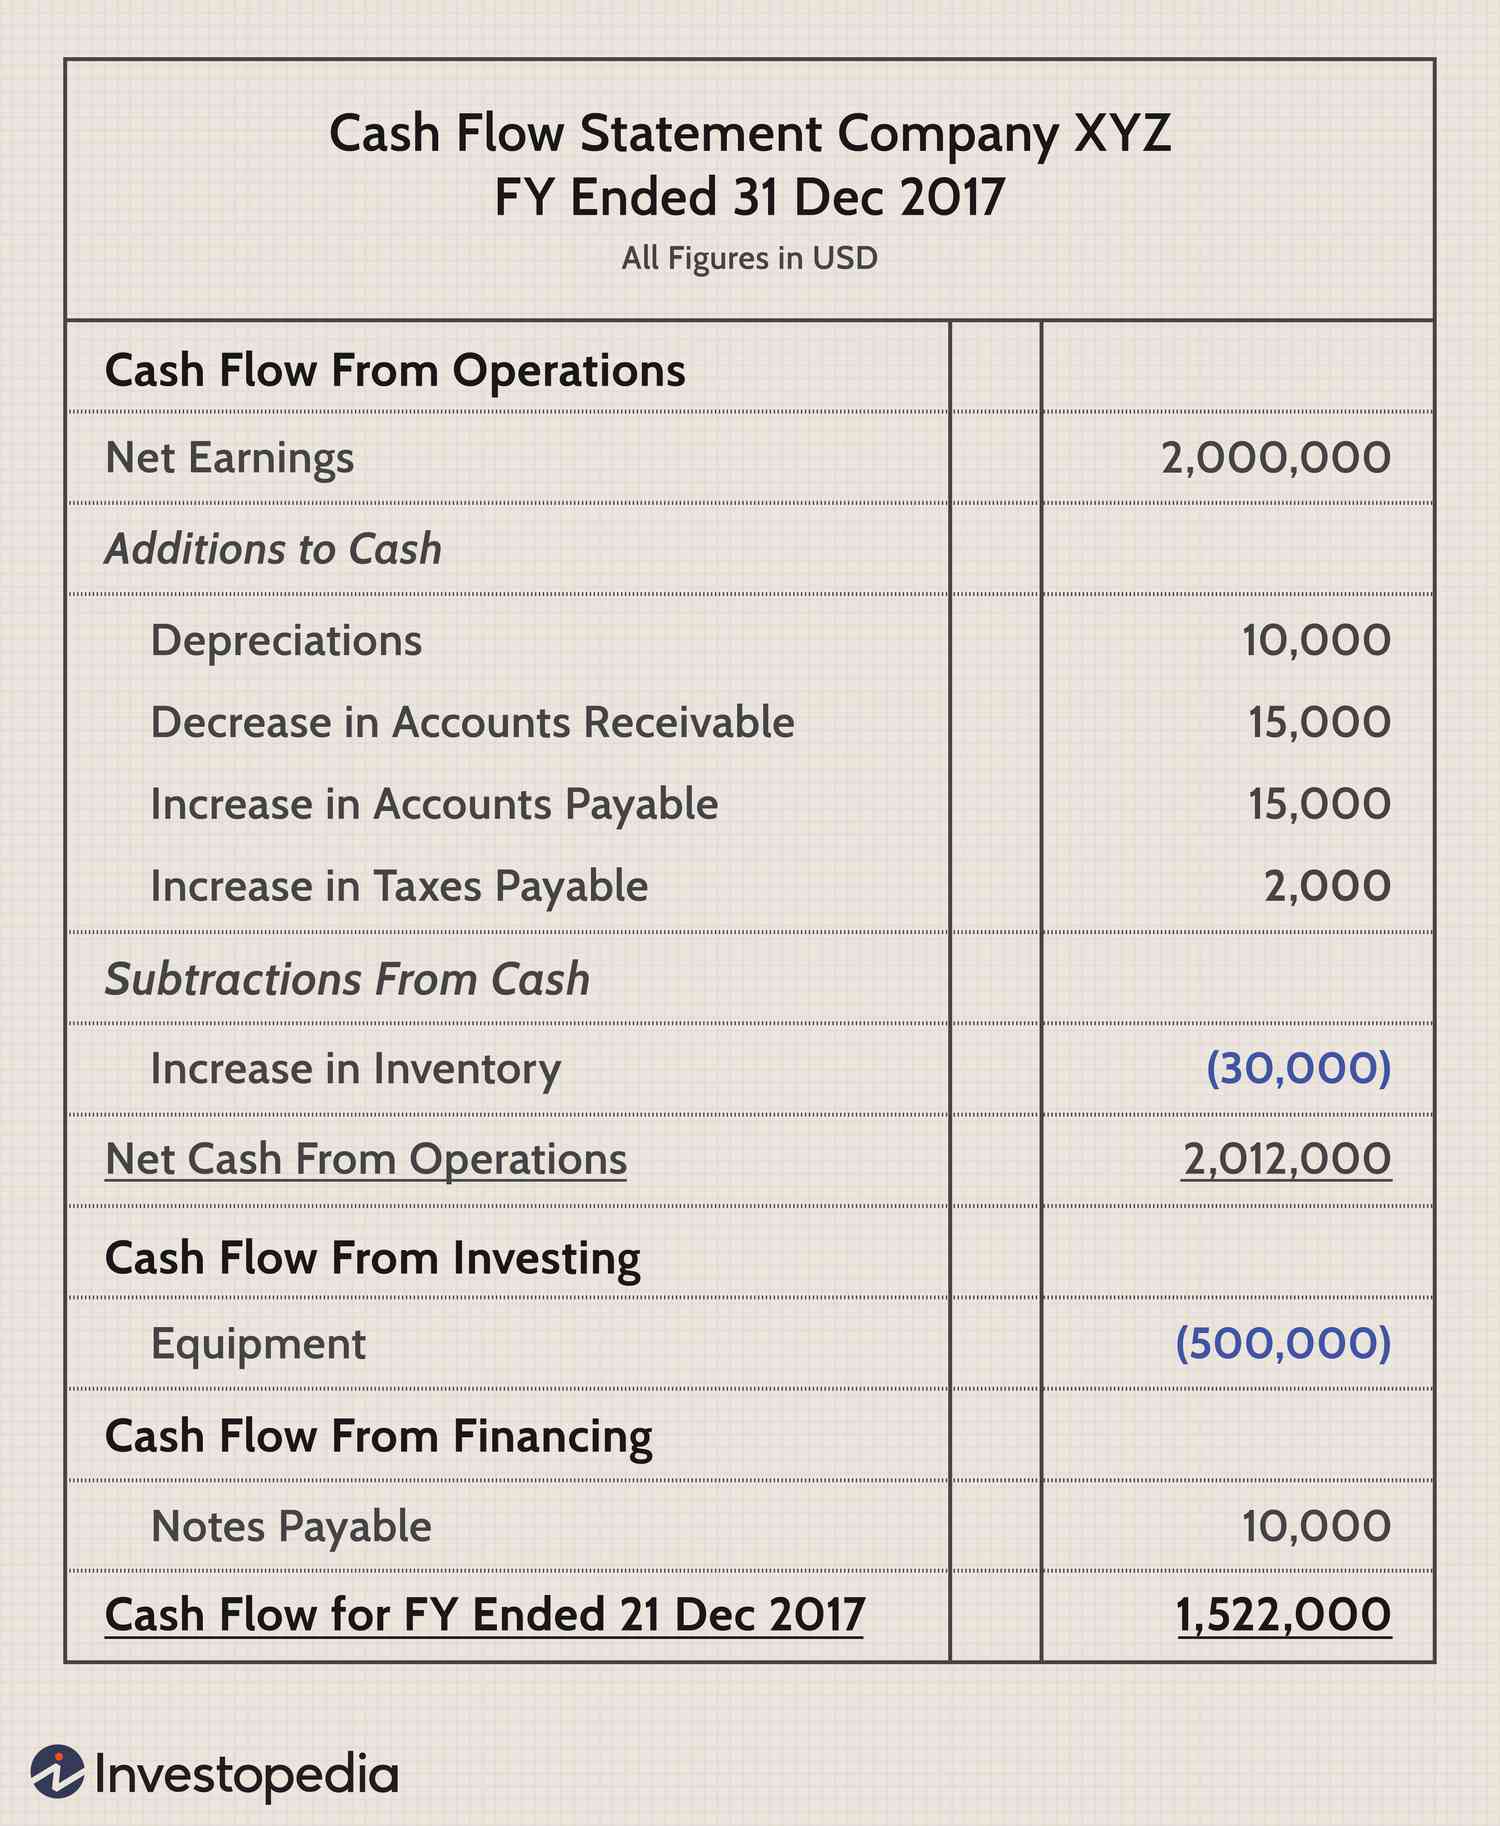 Cash Flow Statement Company XYZ
FY Ended 31 Dec 2017
All Figures in USD
Cash Flow From Operations
Net Earnings 2,000,000
Additions to Cash
Depreciations 10,000
Decrease in Accounts Receivable 15,000
Increase in Accounts Payable 15,000
Increase in Taxes Payable 2,000
Subtractions From Cash
Increase in Inventory (30,000)
Net Cash From Operations 2,012,000
Cash Flow From Investing
Equipment (500,000)
Cash Flow From Financing
Notes Payable 10,000
Cash Flow for FY Ended 21 Dec 2017 1,522,000
Investopedia